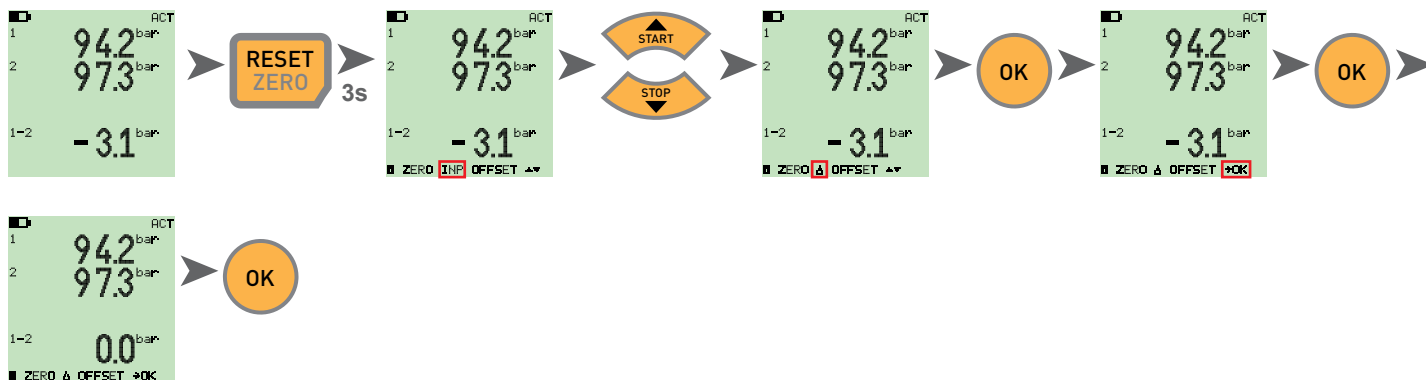 ACT
1 94.2 bar
2 97.3 bar
1-2 - 3.1 bar
RESET
ZERO
3s
ACT
1 94.2 bar
2 97.3 bar
1-2 - 3.1 bar
ZERO INP OFFSET ▲▼
START
STOP
ACT
1 94.2 bar
2 97.3 bar
1-2 - 3.1 bar
ZERO Δ OFFSET ▲▼
OK
ACT
1 94.2 bar
2 97.3 bar
1-2 - 3.1 bar
ZERO Δ OFFSET →OK
OK
ACT
1 94.2 bar
2 97.3 bar
1-2 0.0 bar
ZERO Δ OFFSET →OK
OK